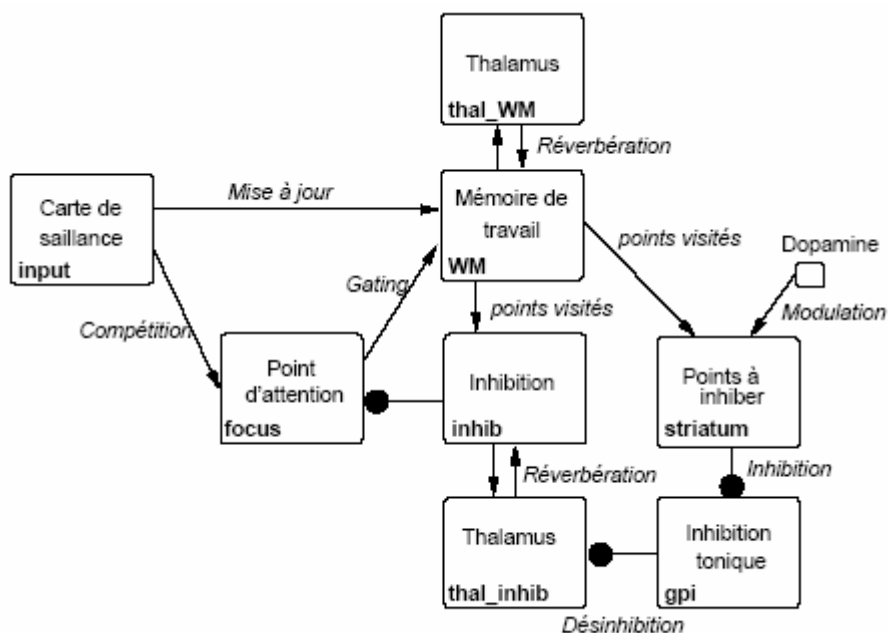 Thalamus
thal_WM
Réverbération
Mise à jour
Carte de
saillance
input
Mémoire de
travail
WM
points visités
Dopamine
Gating
points visités
Modulation
Compétition
Point
d'attention
focus
Inhibition
inhib
Points à
inhiber
striatum
Réverbération
Inhibition
Thalamus
thal_inhib
Inhibition
tonique
gpi
Désinhibition